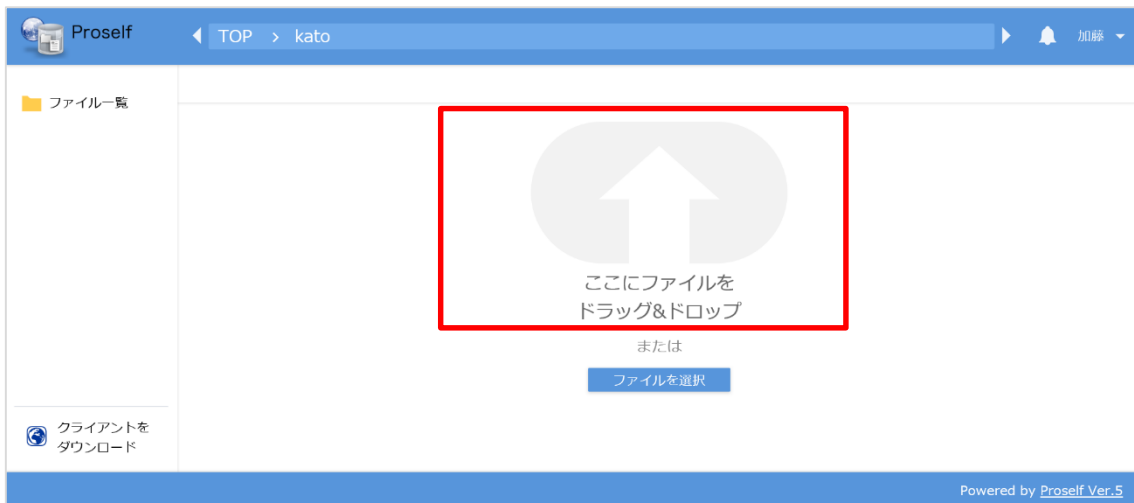 Proself
TOP > kato
加藤
ファイル一覧
ここにファイルを
ドラッグ&ドロップ
または
ファイルを選択
クライアントを
ダウンロード
Powered by Proself Ver.5